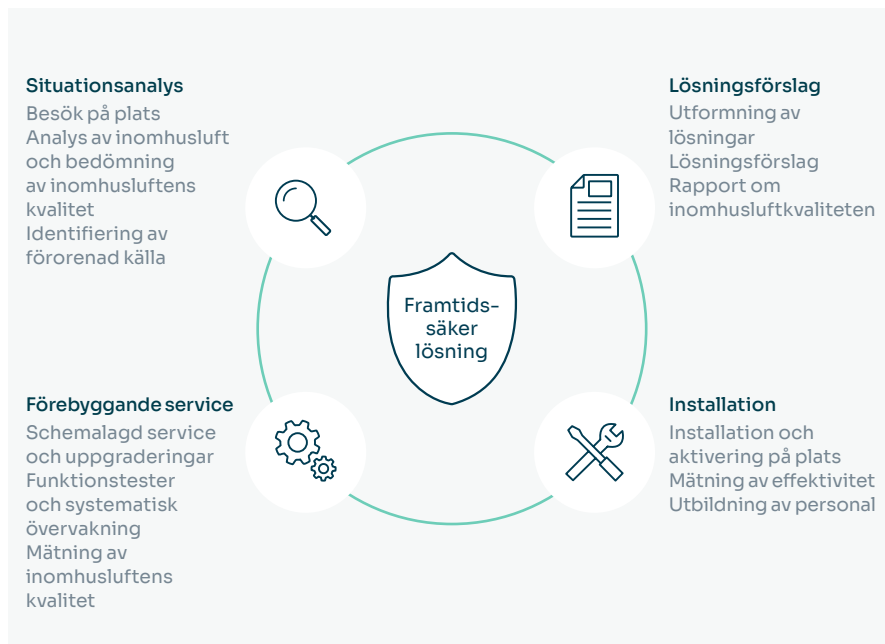 Situationsanalys
Besök på plats
Analys av inomhusluft
och bedömning
av inomhusluftens
kvalitet
Identifiering av
förorenad källa
Lösningsförslag
Utformning av
lösningar
Lösningsförslag
Rapport om
inomhusluftkvaliteten
Framtids-
säker
lösning
Förebyggande service
Schemalagd service
och uppgraderingar
Funktionstester
och systematisk
övervakning
Mätning av
inomhusluftens
kvalitet
Installation
Installation och
aktivering på plats
Mätning av effektivitet
Utbildning av personal